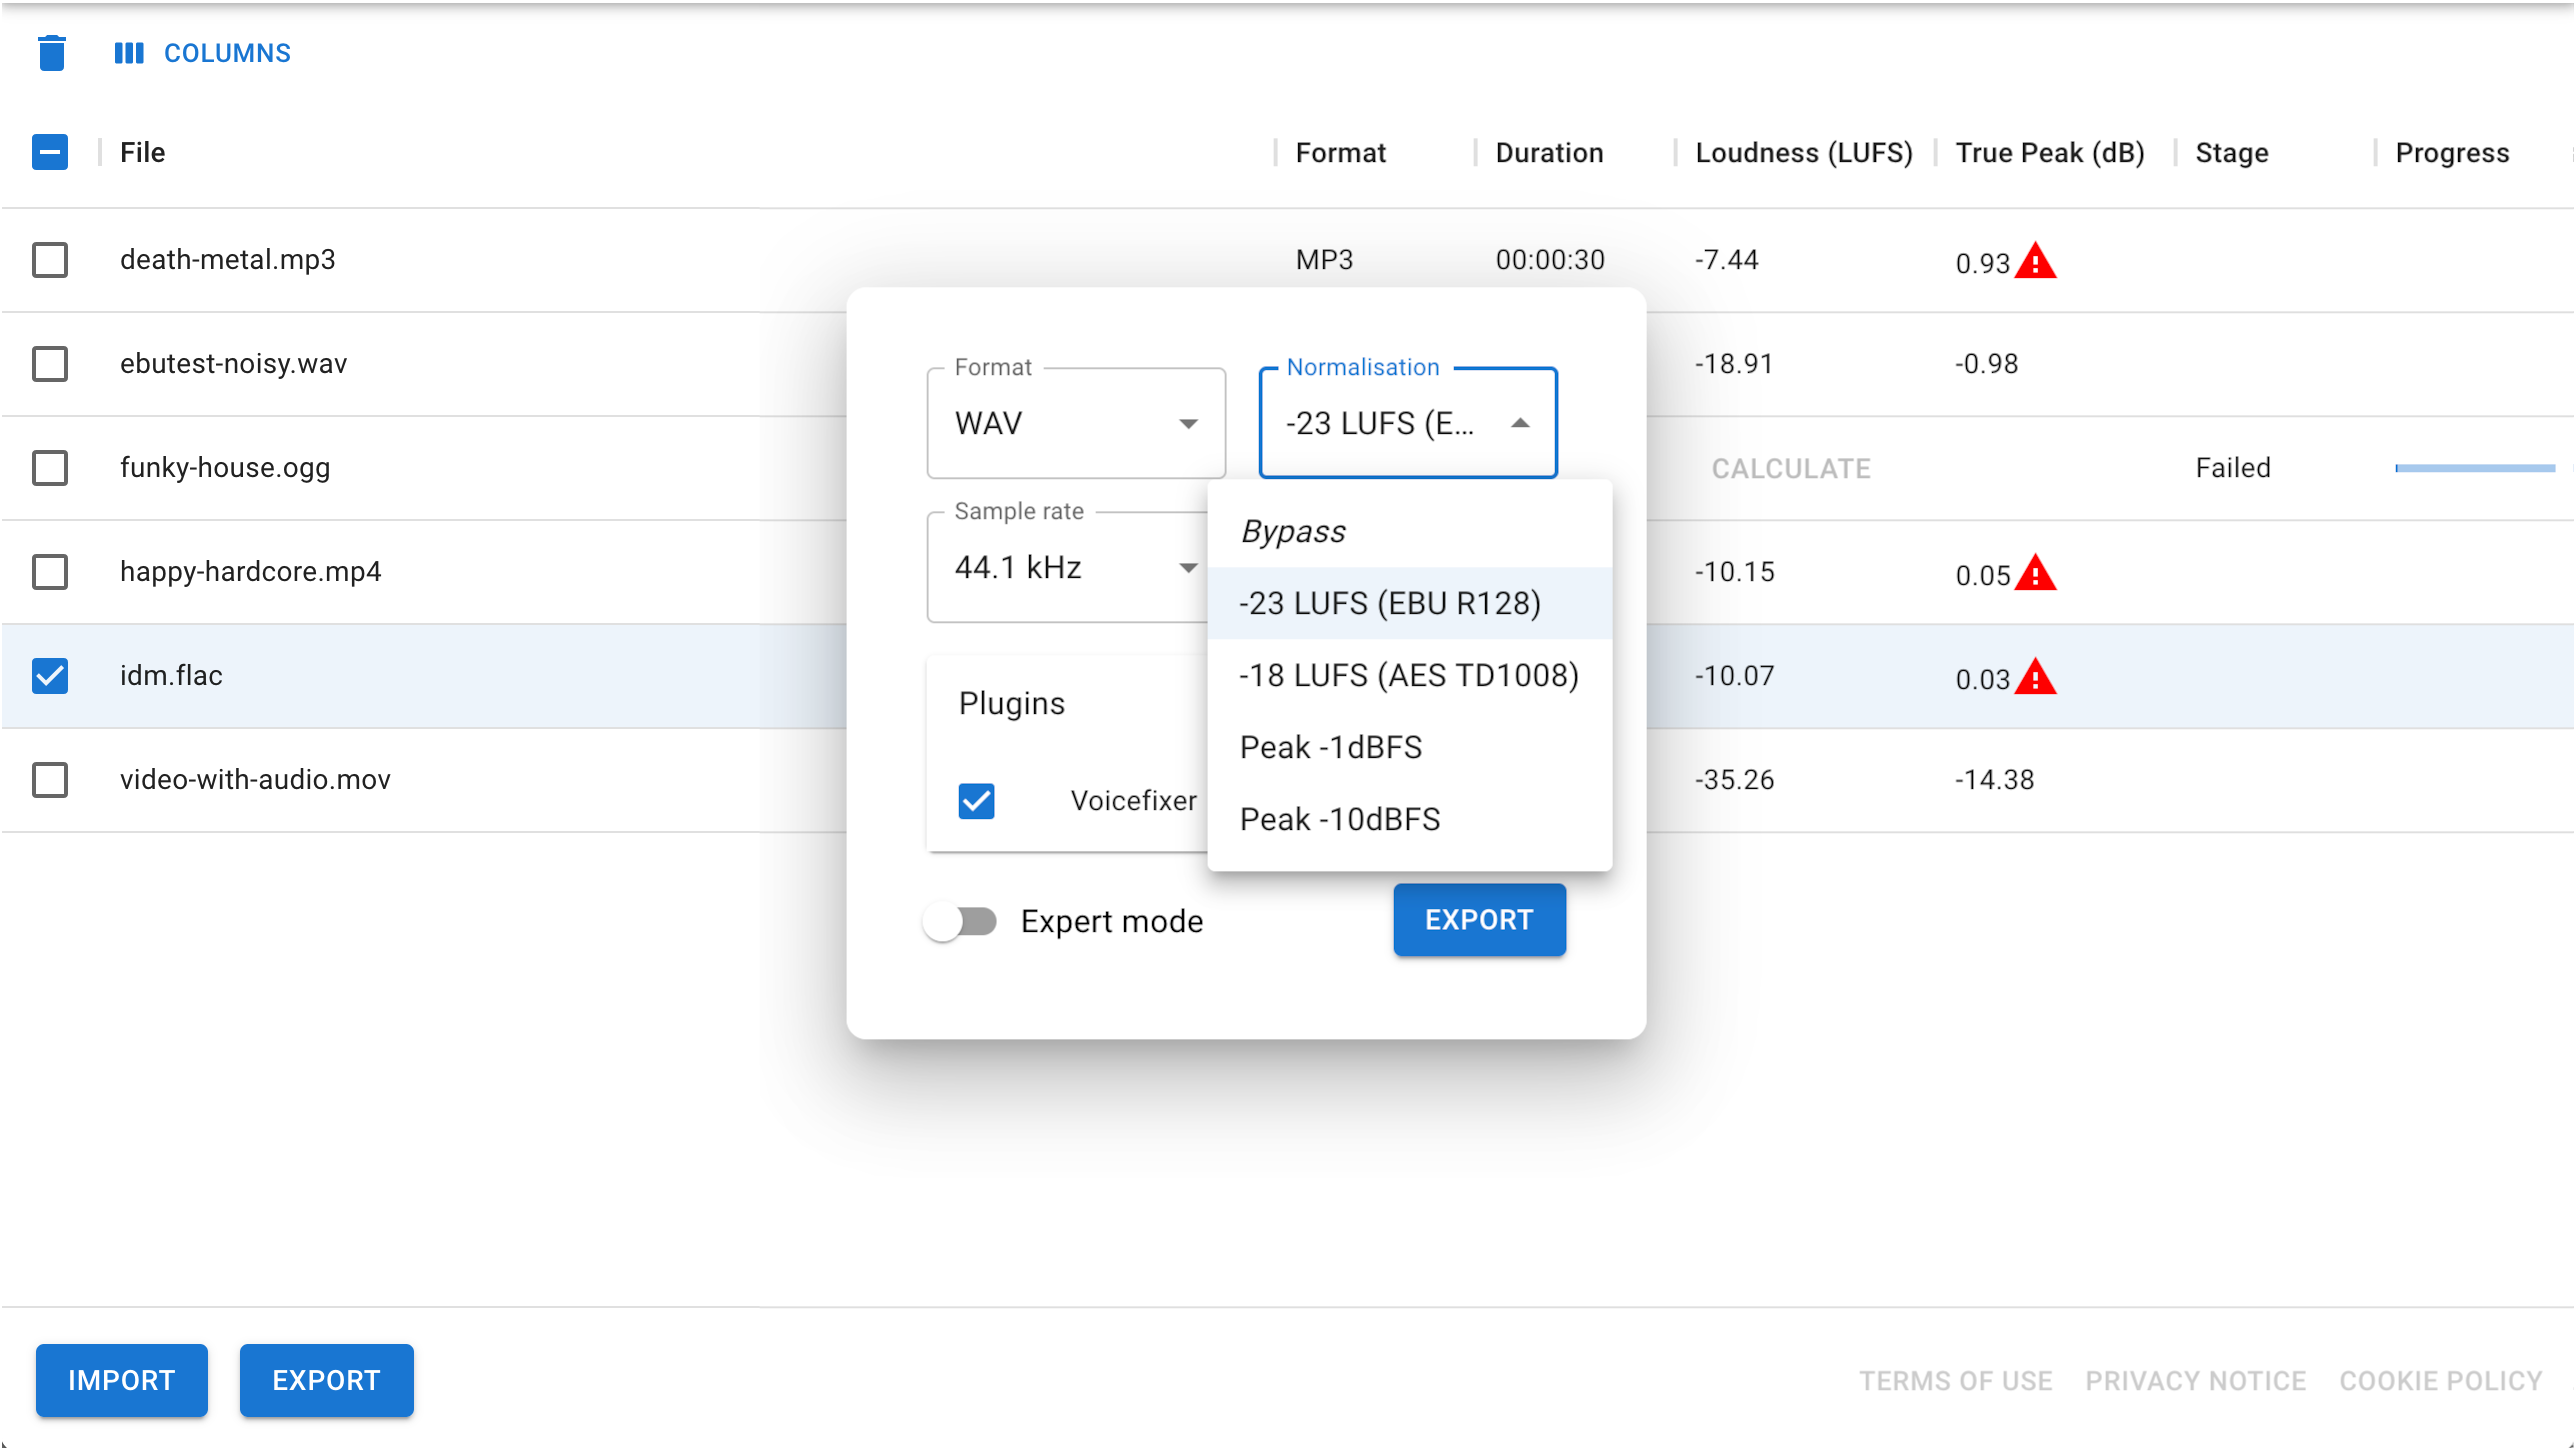 COLUMNS
File Format Duration Loudness (LUFS) True Peak (dB) Stage Progress
death-metal.mp3 MP3 00:00:30 -7.44 0.93
ebutest-noisy.wav -18.91 -0.98
funky-house.ogg CALCULATE Failed
happy-hardcore.mp4 -10.15 0.05
idm.flac -10.07 0.03
video-with-audio.mov -35.26 -14.38
Format Normalisation
WAV -23 LUFS (E...
Sample rate
44.1 kHz
Bypass
-23 LUFS (EBU R128)
-18 LUFS (AES TD1008)
Peak -1dBFS
Peak -10dBFS
Plugins
Voicefixer
Expert mode EXPORT
IMPORT EXPORT TERMS OF USE PRIVACY NOTICE COOKIE POLICY